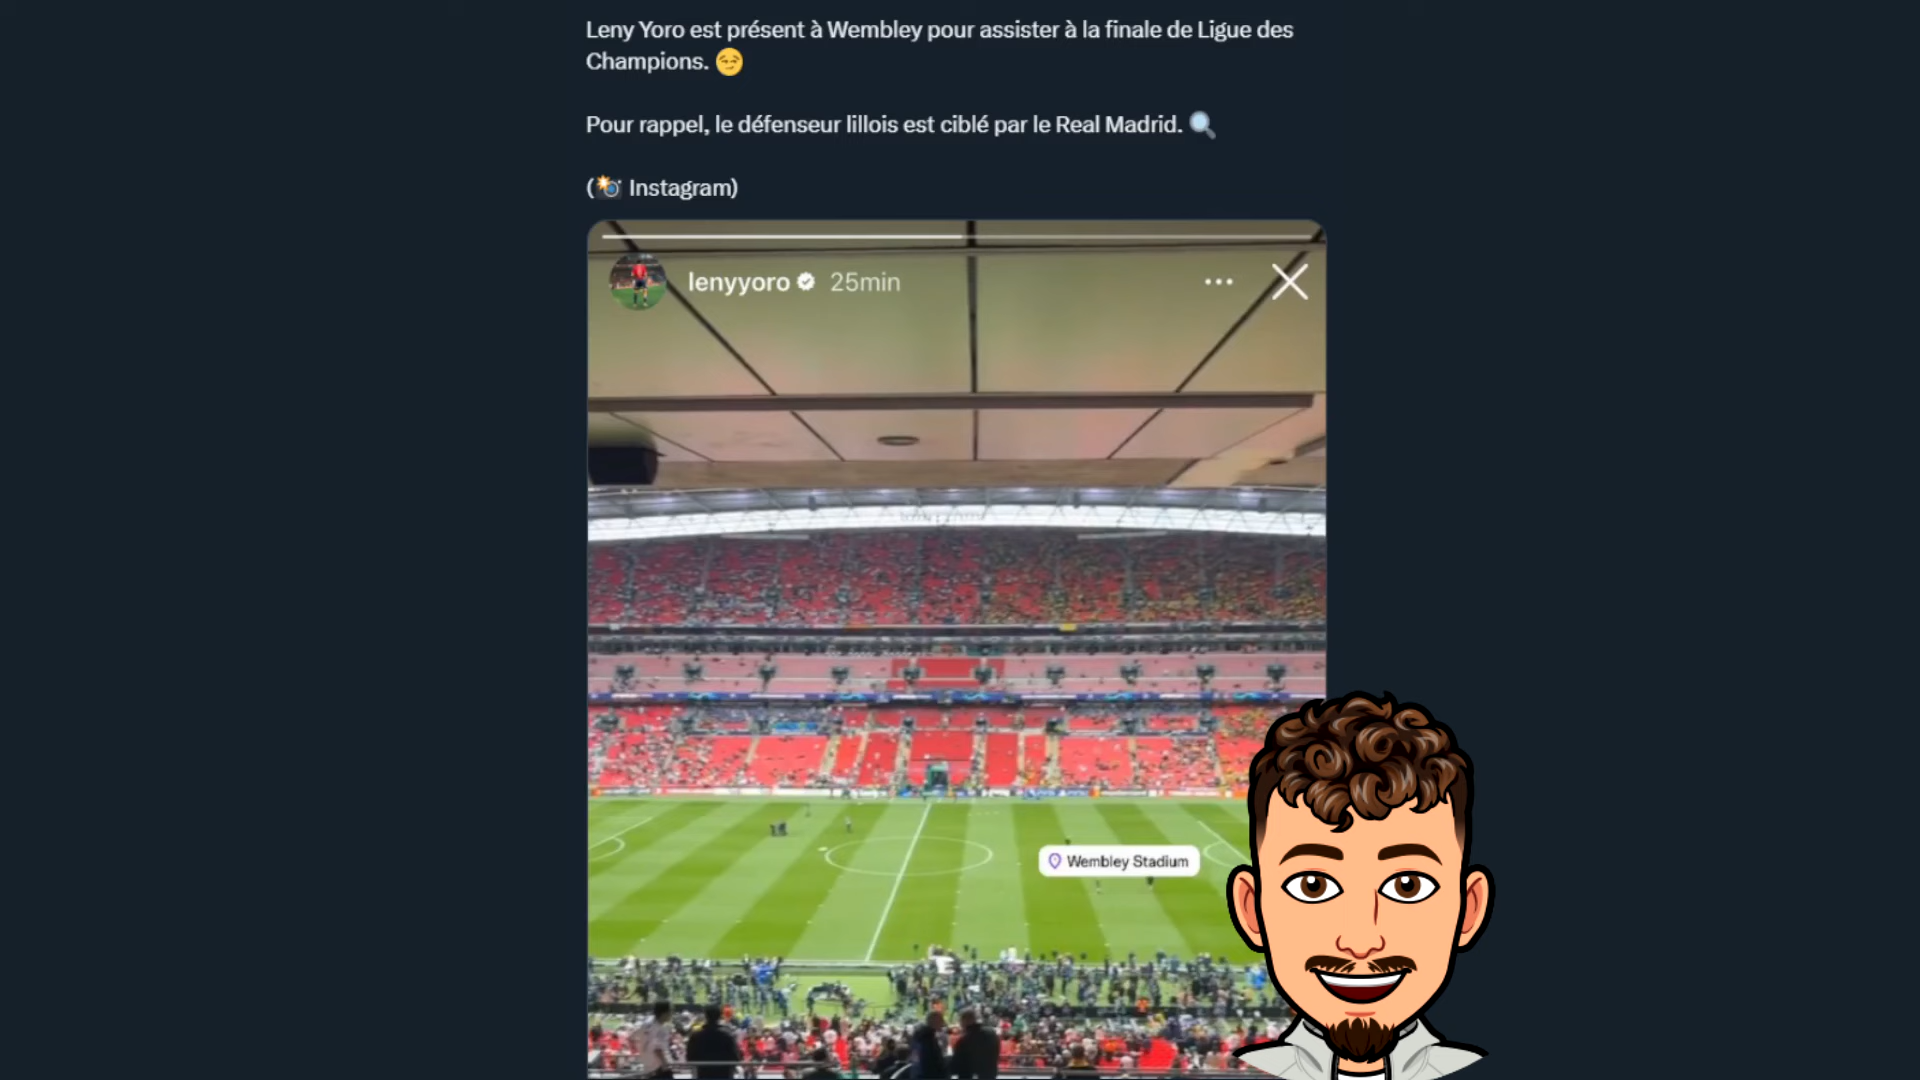 Leny Yoro est présent à Wembley pour assister à la finale de Ligue des
Champions. 😏
Pour rappel, le défenseur lillois est ciblé par le Real Madrid. 🔍
(📸 Instagram)
lenyyoro 25min
Wembley Stadium